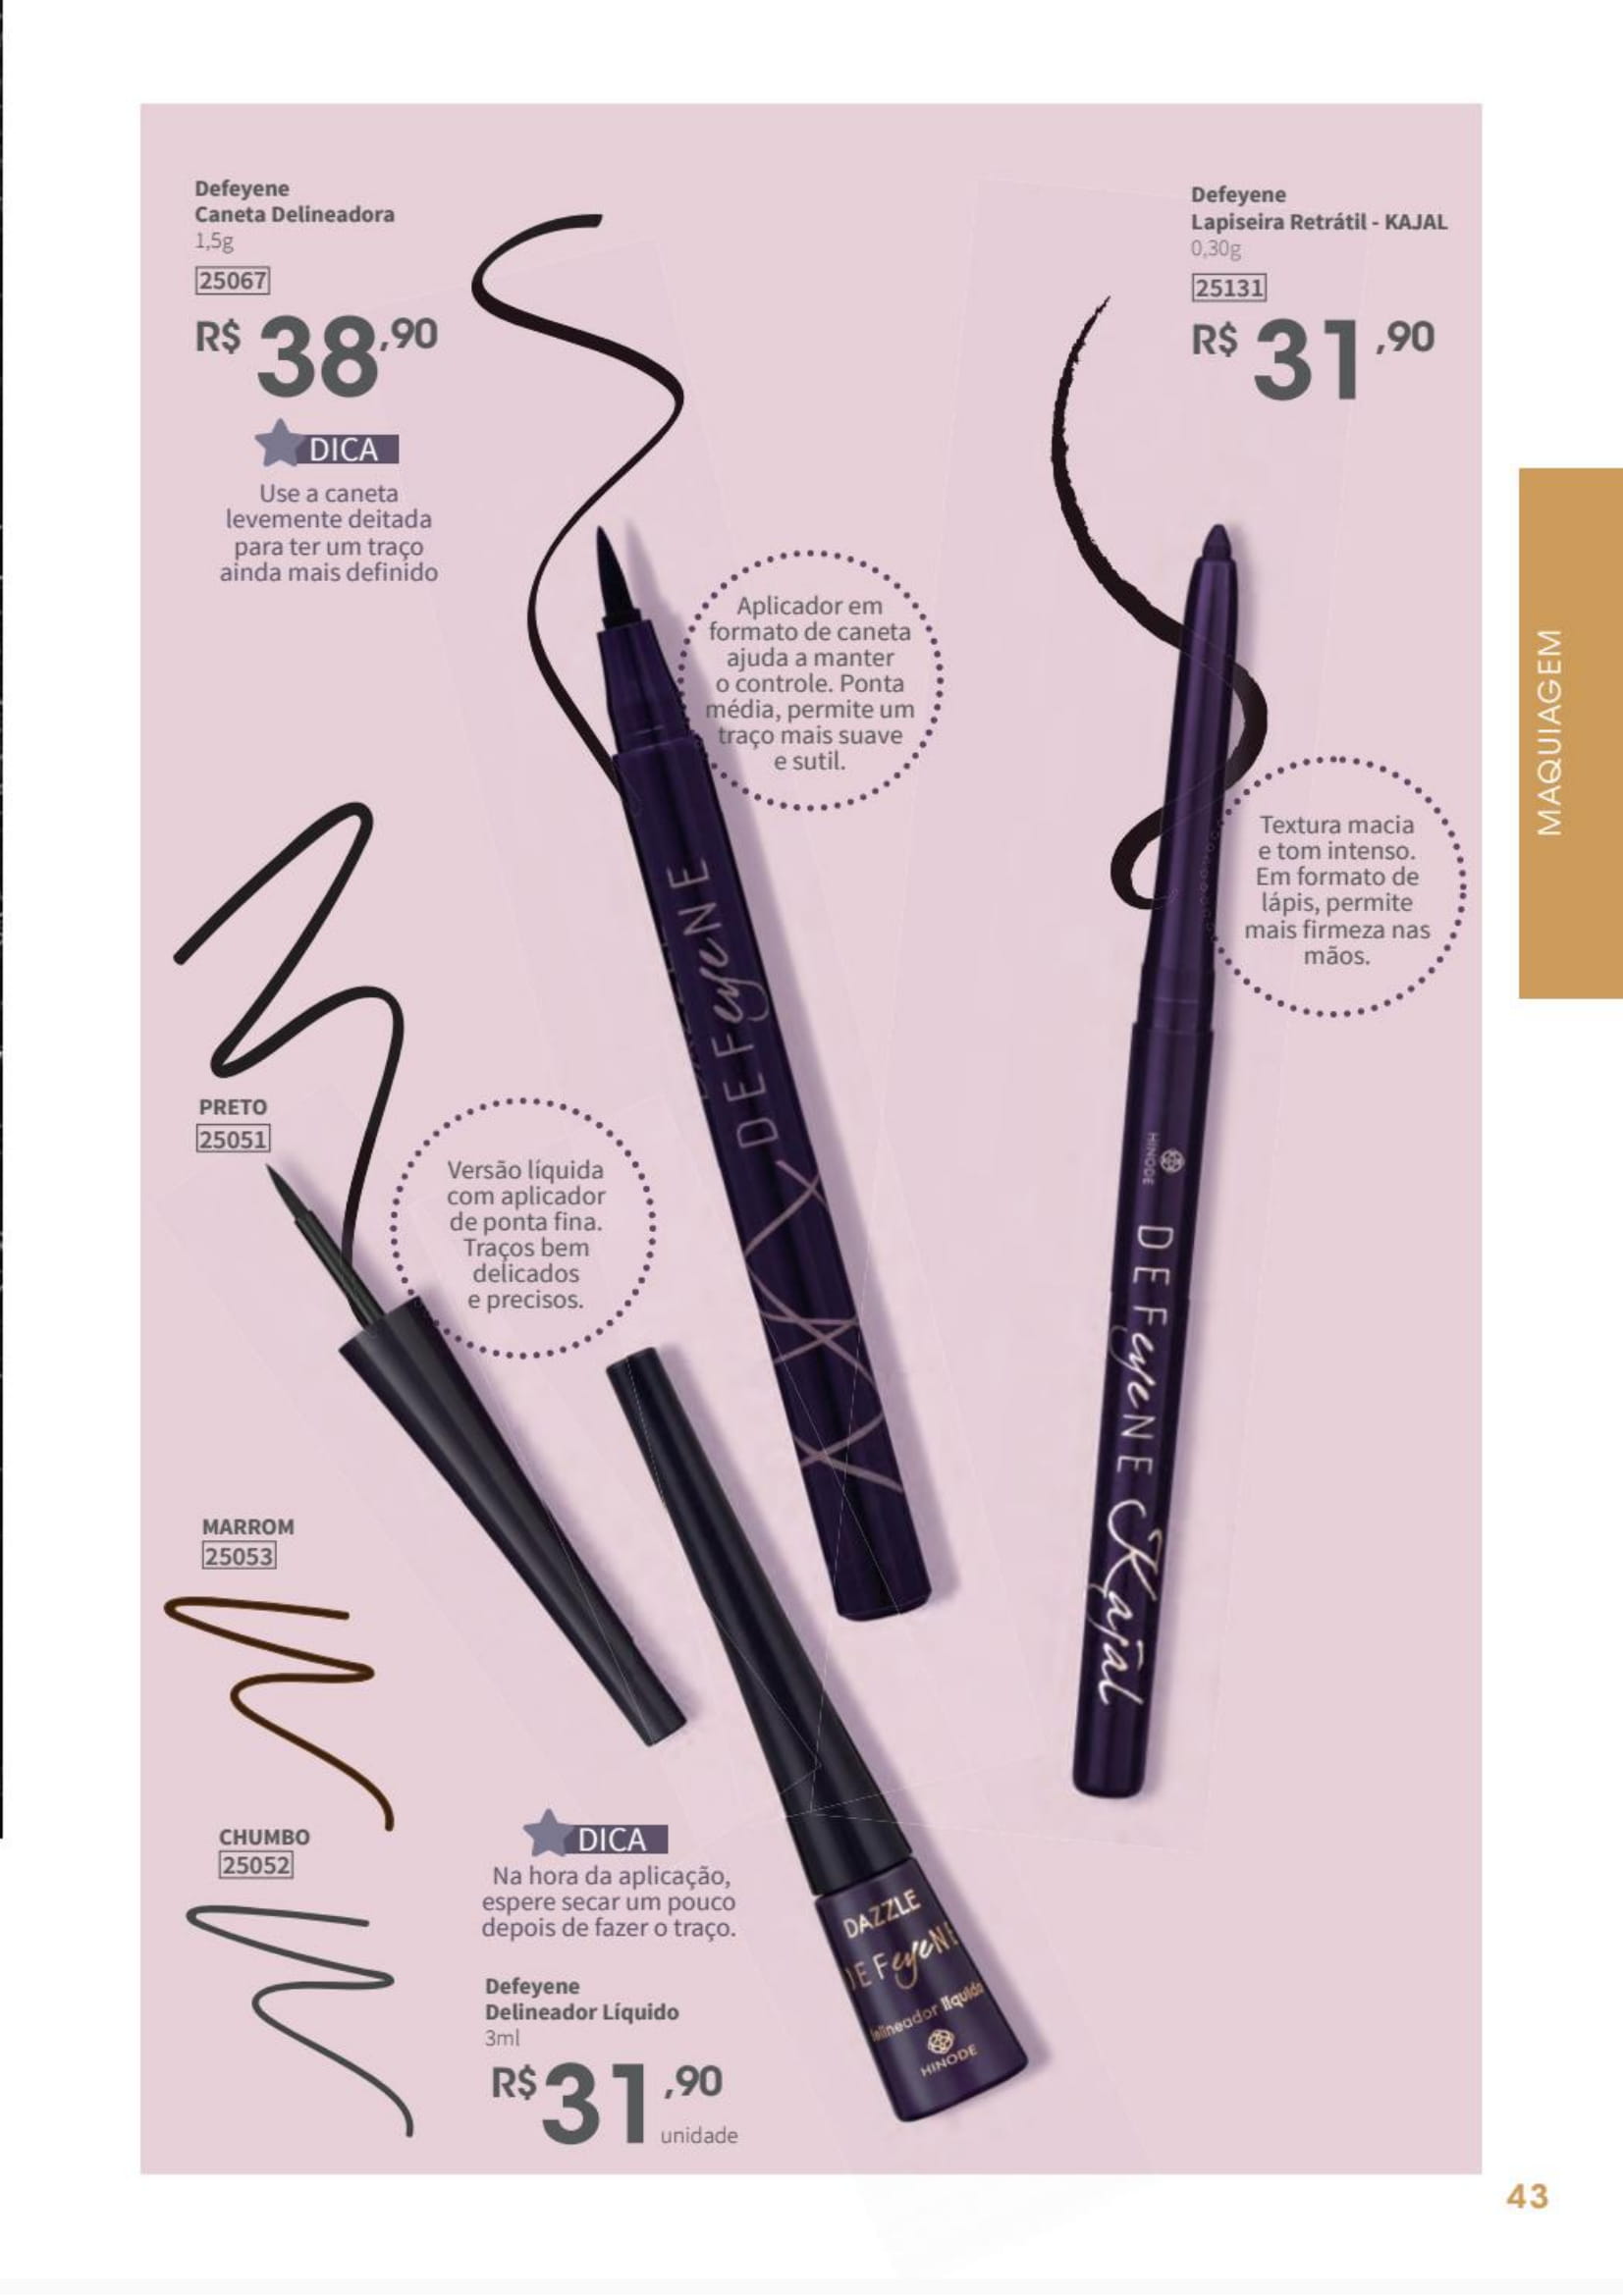 Defeyene
Caneta Delineadora
1,5g
25067
R$ 38,90
DICA
Use a caneta
levemente deitada
para ter um traço
ainda mais definido
Defeyene
Lapiseira Retrátil - KAJAL
0,30g
25131
R$ 31,90
Aplicador em
formato de caneta
ajuda a manter
o controle. Ponta
média, permite um
traço mais suave
e sutil.
Textura macia
e tom intenso.
Em formato de
lápis, permite
mais firmeza nas
mãos.
MAQUIAGEM
DEFeyeNE
HINODE
DEFeyeNE Kajal
PRETO
25051
Versão líquida
com aplicador
de ponta fina.
Traços bem
delicados
e precisos.
MARROM
25053
CHUMBO
25052
DICA
Na hora da aplicação,
espere secar um pouco
depois de fazer o traço.
Defeyene
Delineador Líquido
3ml
R$ 31,90
unidade
DAZZLE
DEFeyeNE
delineador líquido
HINODE
43